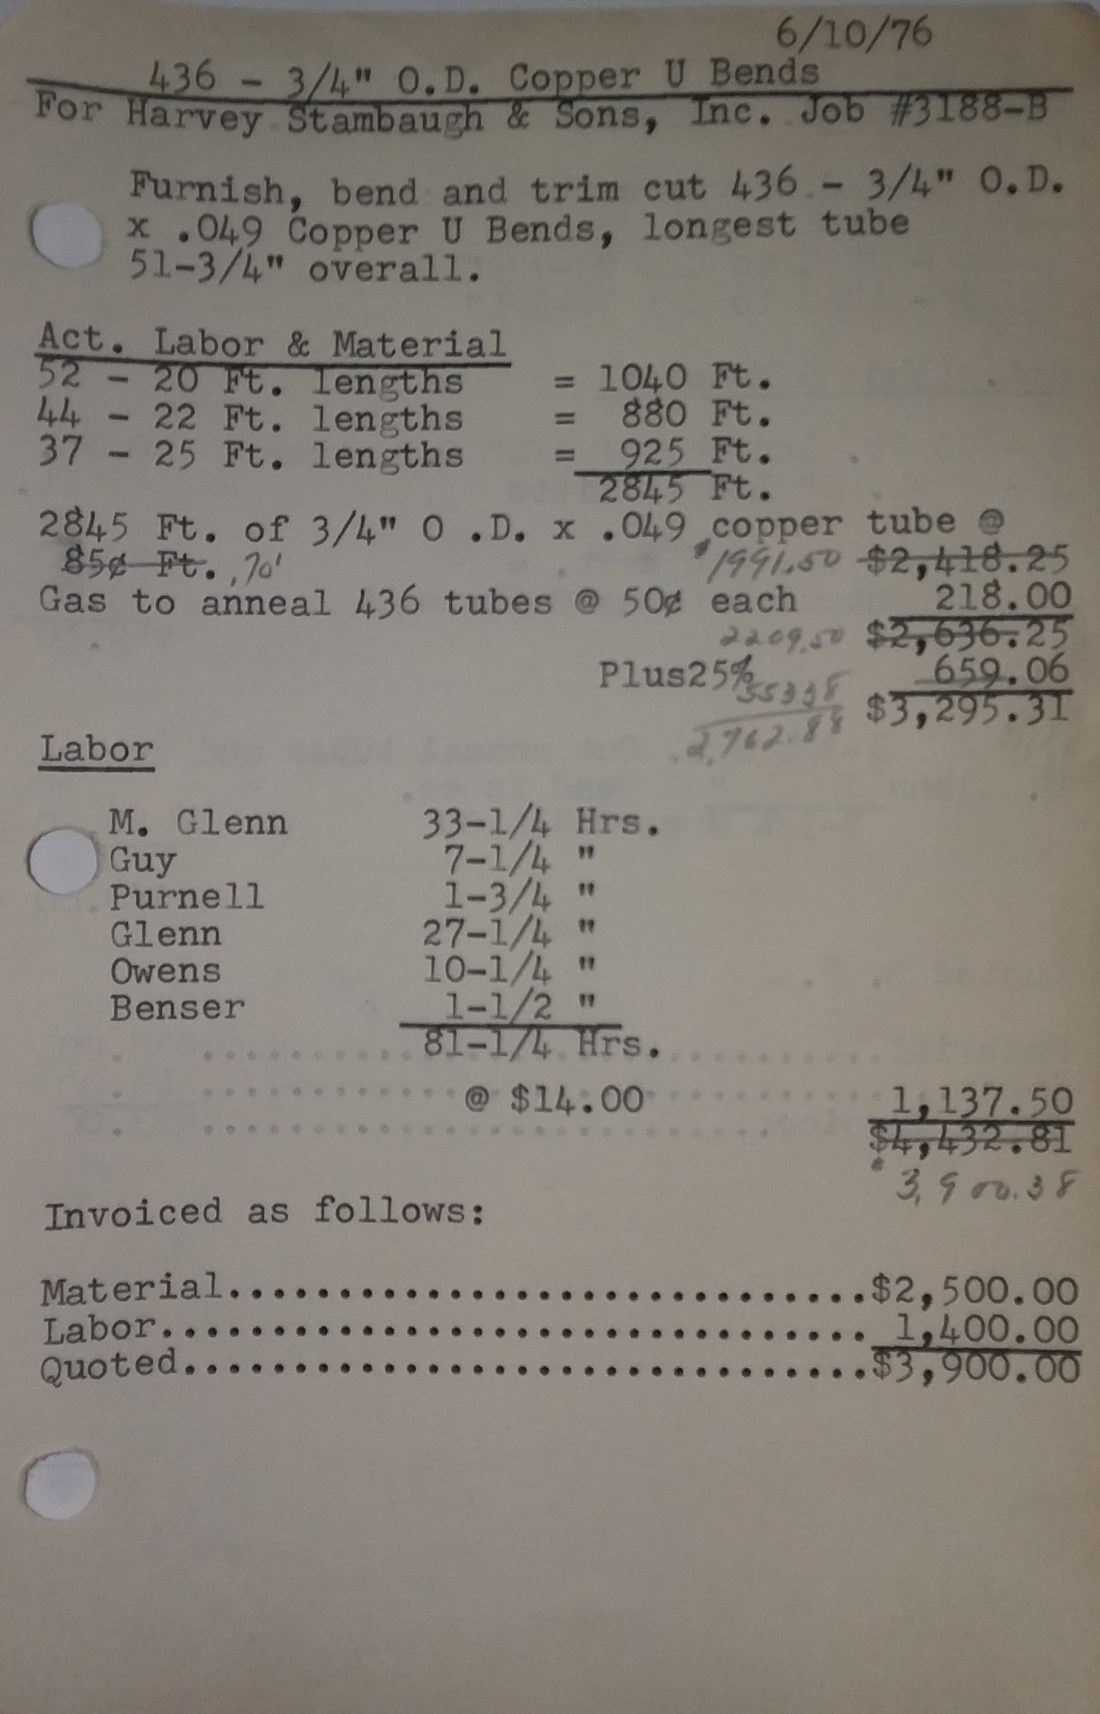 6/10/76
436 - 3/4" O.D. Copper U Bends
For Harvey Stambaugh & Sons, Inc. Job #3188-B
Furnish, bend and trim cut 436 - 3/4" O.D.
x .049 Copper U Bends, longest tube
51-3/4" overall.
Act. Labor & Material
52 - 20 Ft. lengths = 1040 Ft.
44 - 22 Ft. lengths = 880 Ft.
37 - 25 Ft. lengths = 925 Ft.
2845 Ft.
2845 Ft. of 3/4" O .D. x .049 copper tube @
85¢ Ft. .70' $1991.50 $2,418.25
Gas to anneal 436 tubes @ 50¢ each 218.00
2209.50 $2,636.25
Plus25% 553 38 659.06
2,762.88 $3,295.31
Labor
M. Glenn 33-1/4 Hrs.
Guy 7-1/4 "
Purnell 1-3/4 "
Glenn 27-1/4 "
Owens 10-1/4 "
Benser 1-1/2 "
81-1/4 Hrs.
@ $14.00 1,137.50
$4,432.81
$3,900.38
Invoiced as follows:
Material..............................$2,500.00
Labor................................. 1,400.00
Quoted................................$3,900.00